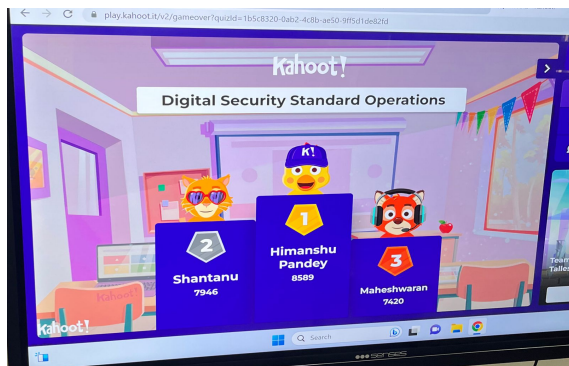 play.kahoot.it/v2/gameover?quizId=1b5c8320-0ab2-4c8b-ae50-9ff5d1de82fd
Kahoot!
Digital Security Standard Operations
K!
1
Himanshu
Pandey
8589
2
Shantanu
7946
3
Maheshwaran
7420
Kahoot!
Kahoot!
Team
Search